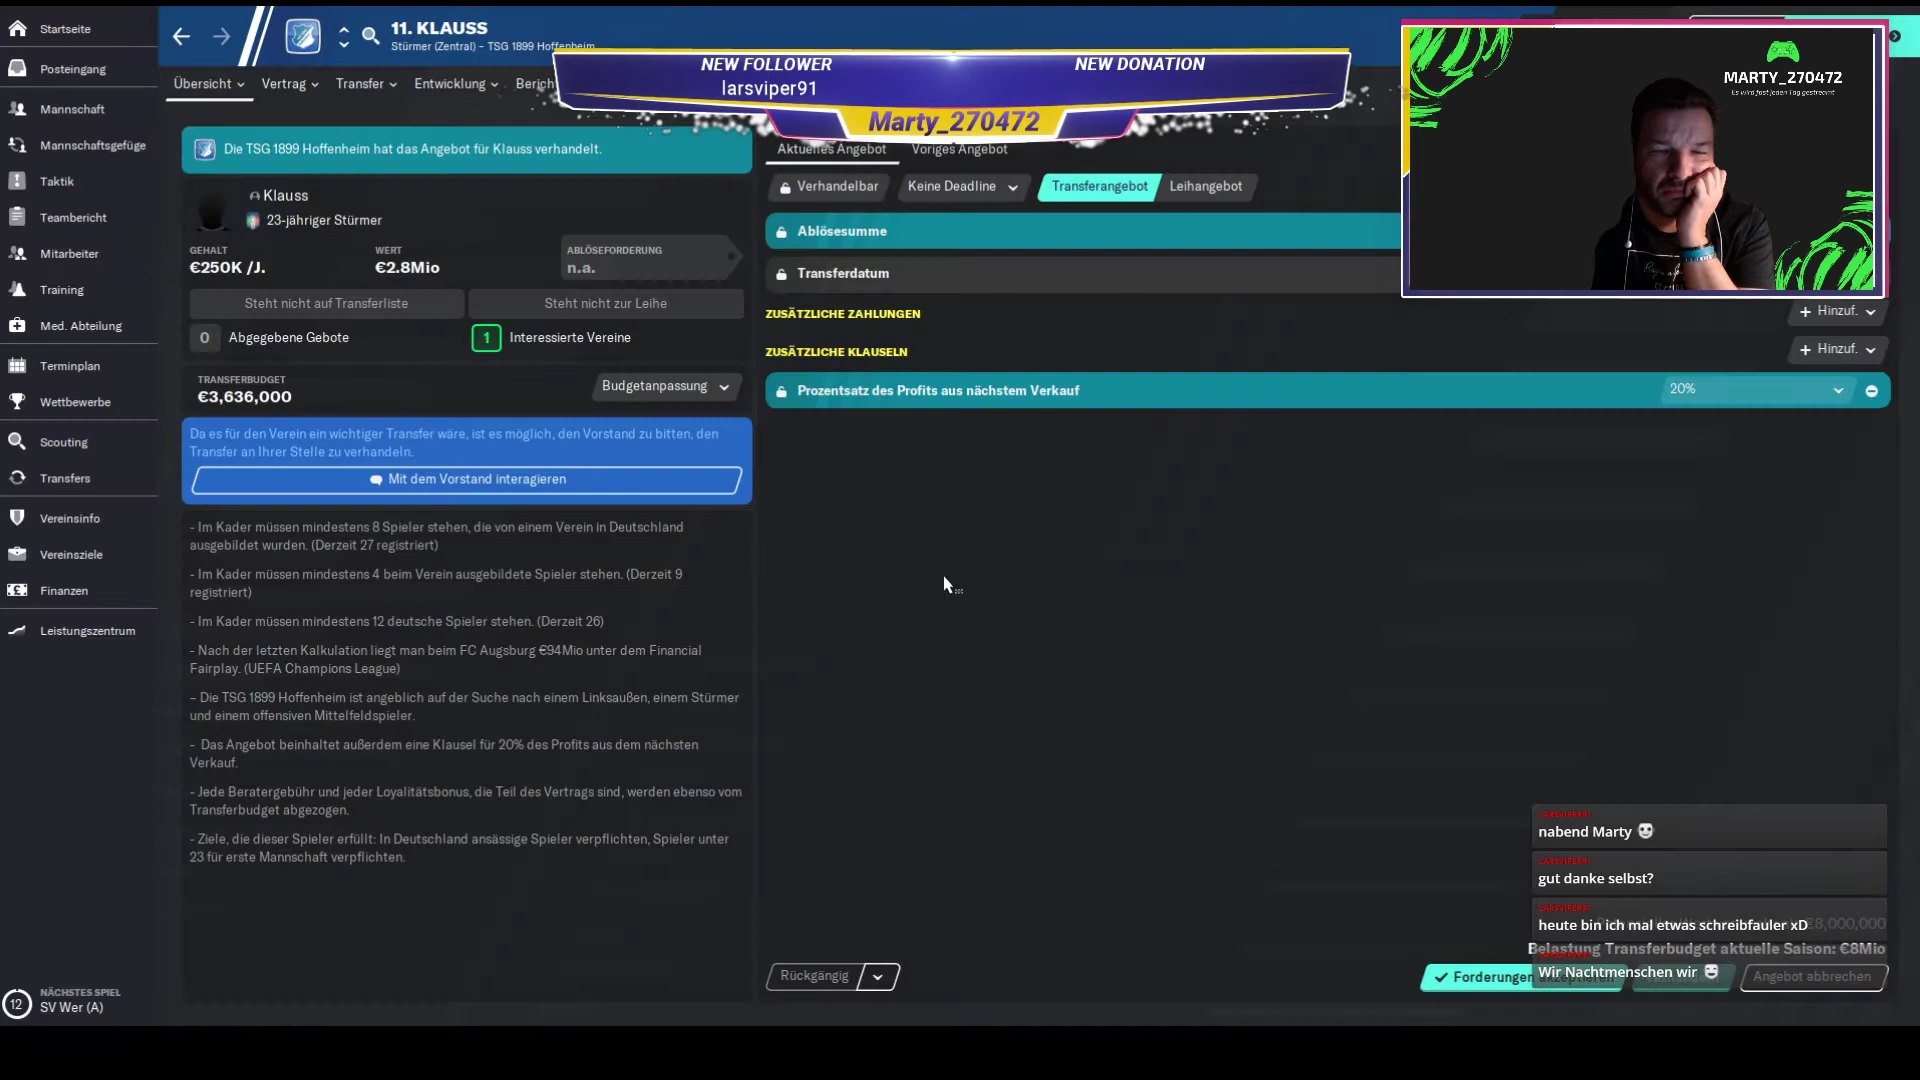 Startseite
Posteingang
Mannschaft
Mannschaftsgefüge
Taktik
Teambericht
Mitarbeiter
Training
Med. Abteilung
Terminplan
Wettbewerbe
Scouting
Transfers
Vereinsinfo
Vereinsziele
Finanzen
Leistungszentrum
12
NÄCHSTES SPIEL
SV Wer (A)
11. KLAUSS
Stürmer (Zentral) – TSG 1899 Hoffenheim
Übersicht
Vertrag
Transfer
Entwicklung
NEW FOLLOWER
larsviper91
NEW DONATION
Marty_270472
MARTY_270472
Es wird fast jeden Tag gestreamt
Die TSG 1899 Hoffenheim hat das Angebot für Klauss verhandelt.
Klauss
23-jähriger Stürmer
GEHALT
€250K /J.
WERT
€2.8Mio
ABLÖSEFORDERUNG
n.a.
Steht nicht auf Transferliste
Steht nicht zur Leihe
0 Abgegebene Gebote
1 Interessierte Vereine
TRANSFERBUDGET
€3,636,000
Budgetanpassung
Da es für den Verein ein wichtiger Transfer wäre, ist es möglich, den Vorstand zu bitten, den
Transfer an Ihrer Stelle zu verhandeln.
Mit dem Vorstand interagieren
- Im Kader müssen mindestens 8 Spieler stehen, die von einem Verein in Deutschland
ausgebildet wurden. (Derzeit 27 registriert)
- Im Kader müssen mindestens 4 beim Verein ausgebildete Spieler stehen. (Derzeit 9
registriert)
- Im Kader müssen mindestens 12 deutsche Spieler stehen. (Derzeit 26)
- Nach der letzten Kalkulation liegt man beim FC Augsburg €94Mio unter dem Financial
Fairplay. (UEFA Champions League)
- Die TSG 1899 Hoffenheim ist angeblich auf der Suche nach einem Linksaußen, einem Stürmer
und einem offensiven Mittelfeldspieler.
- Das Angebot beinhaltet außerdem eine Klausel für 20% des Profits aus dem nächsten
Verkauf.
- Jede Beratergebühr und jeder Loyalitätsbonus, die Teil des Vertrags sind, werden ebenso vom
Transferbudget abgezogen.
- Ziele, die dieser Spieler erfüllt: In Deutschland ansässige Spieler verpflichten, Spieler unter
23 für erste Mannschaft verpflichten.
Aktuelles Angebot
Voriges Angebot
Verhandelbar
Keine Deadline
Transferangebot
Leihangebot
Ablösesumme
Transferdatum
ZUSÄTZLICHE ZAHLUNGEN
Hinzuf.
ZUSÄTZLICHE KLAUSELN
Hinzuf.
Prozentsatz des Profits aus nächstem Verkauf
20%
LARSVIPER91
nabend Marty
LARSVIPER91
gut danke selbst?
LARSVIPER91
heute bin ich mal etwas schreibfauler xD
€8,000,000
Belastung Transferbudget aktuelle Saison: €8Mio
Wir Nachtmenschen wir
Rückgängig
Forderungen
Angebot abbrechen